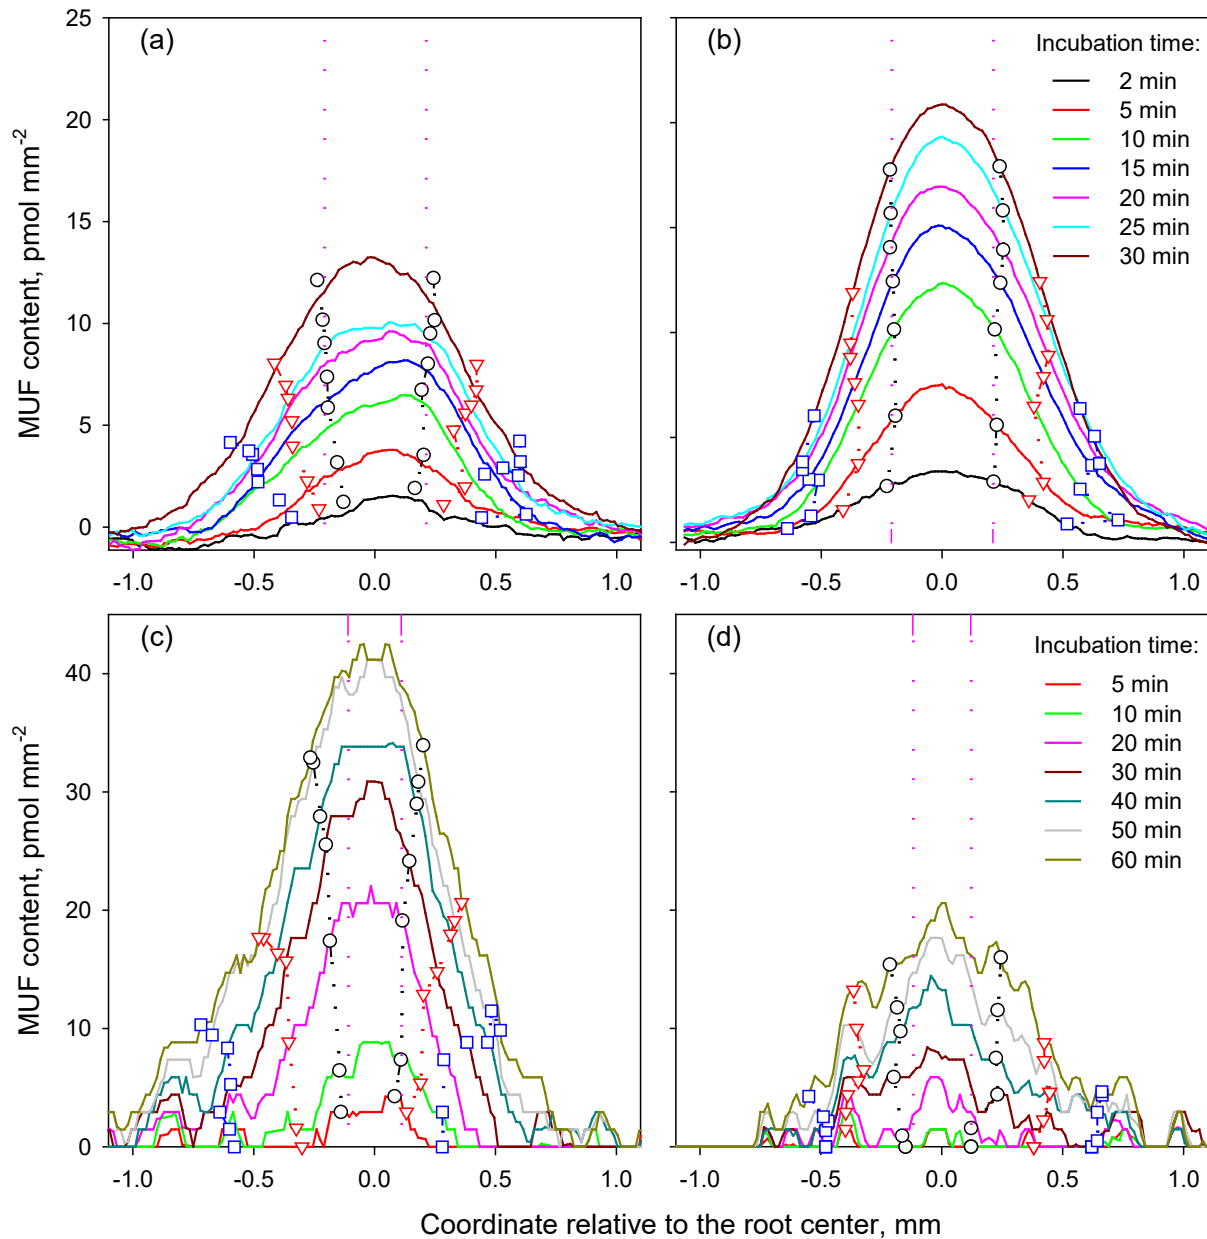 (a)
(b)
25
20
15
10
5
0
MUF content, pmol mm⁻²
Incubation time:
2 min
5 min
10 min
15 min
20 min
25 min
30 min
-1.0 -0.5 0.0 0.5 1.0
-1.0 -0.5 0.0 0.5 1.0
(c)
(d)
40
30
20
10
0
MUF content, pmol mm⁻²
Incubation time:
5 min
10 min
20 min
30 min
40 min
50 min
60 min
-1.0 -0.5 0.0 0.5 1.0
-1.0 -0.5 0.0 0.5 1.0
Coordinate relative to the root center, mm